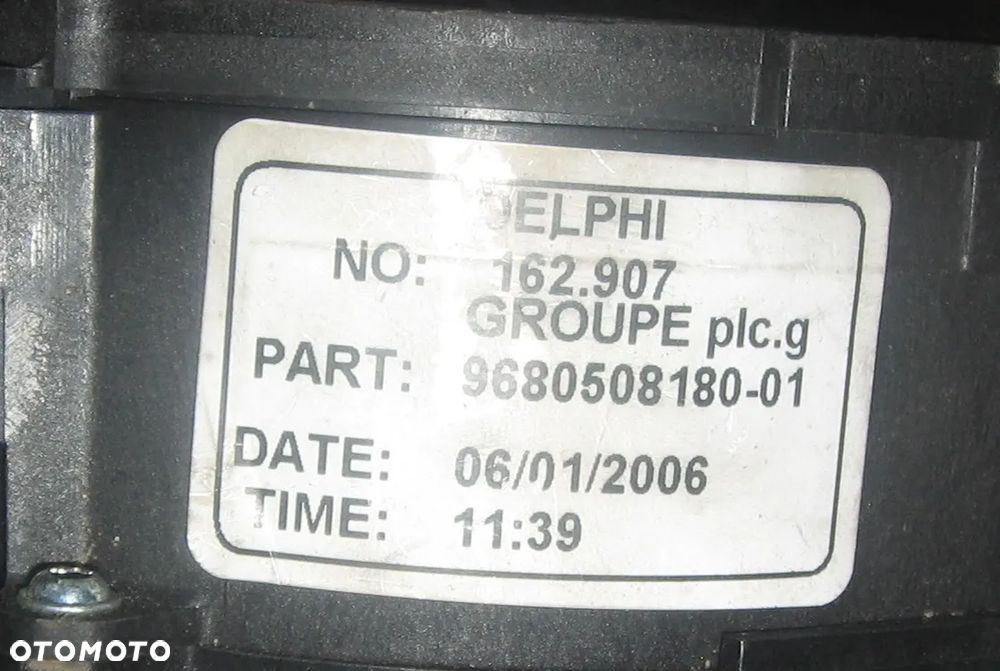 DELPHI
NO: 162.907
GROUPE plc.g
PART: 9680508180-01
DATE: 06/01/2006
TIME: 11:39
OTOMOTO